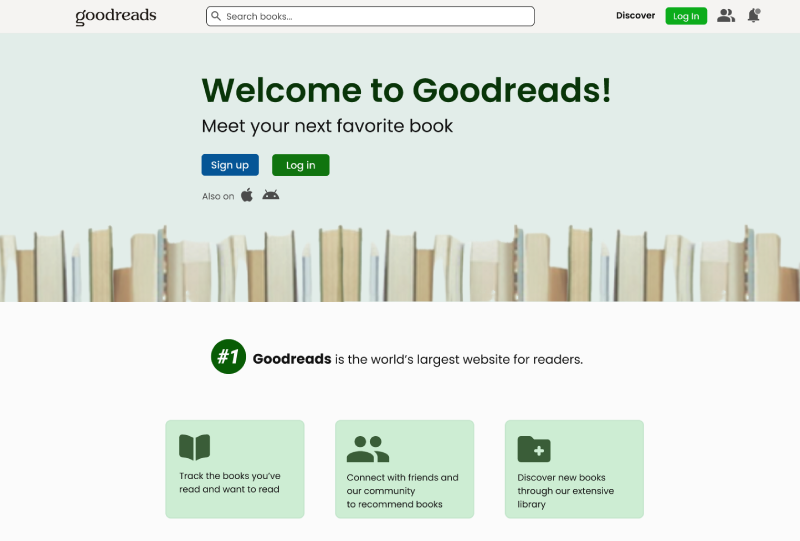 goodreads
Search books...
Discover
Log In
Welcome to Goodreads!
Meet your next favorite book
Sign up
Log in
Also on
#1
Goodreads is the world's largest website for readers.
Track the books you've
read and want to read
Connect with friends and
our community
to recommend books
Discover new books
through our extensive
library